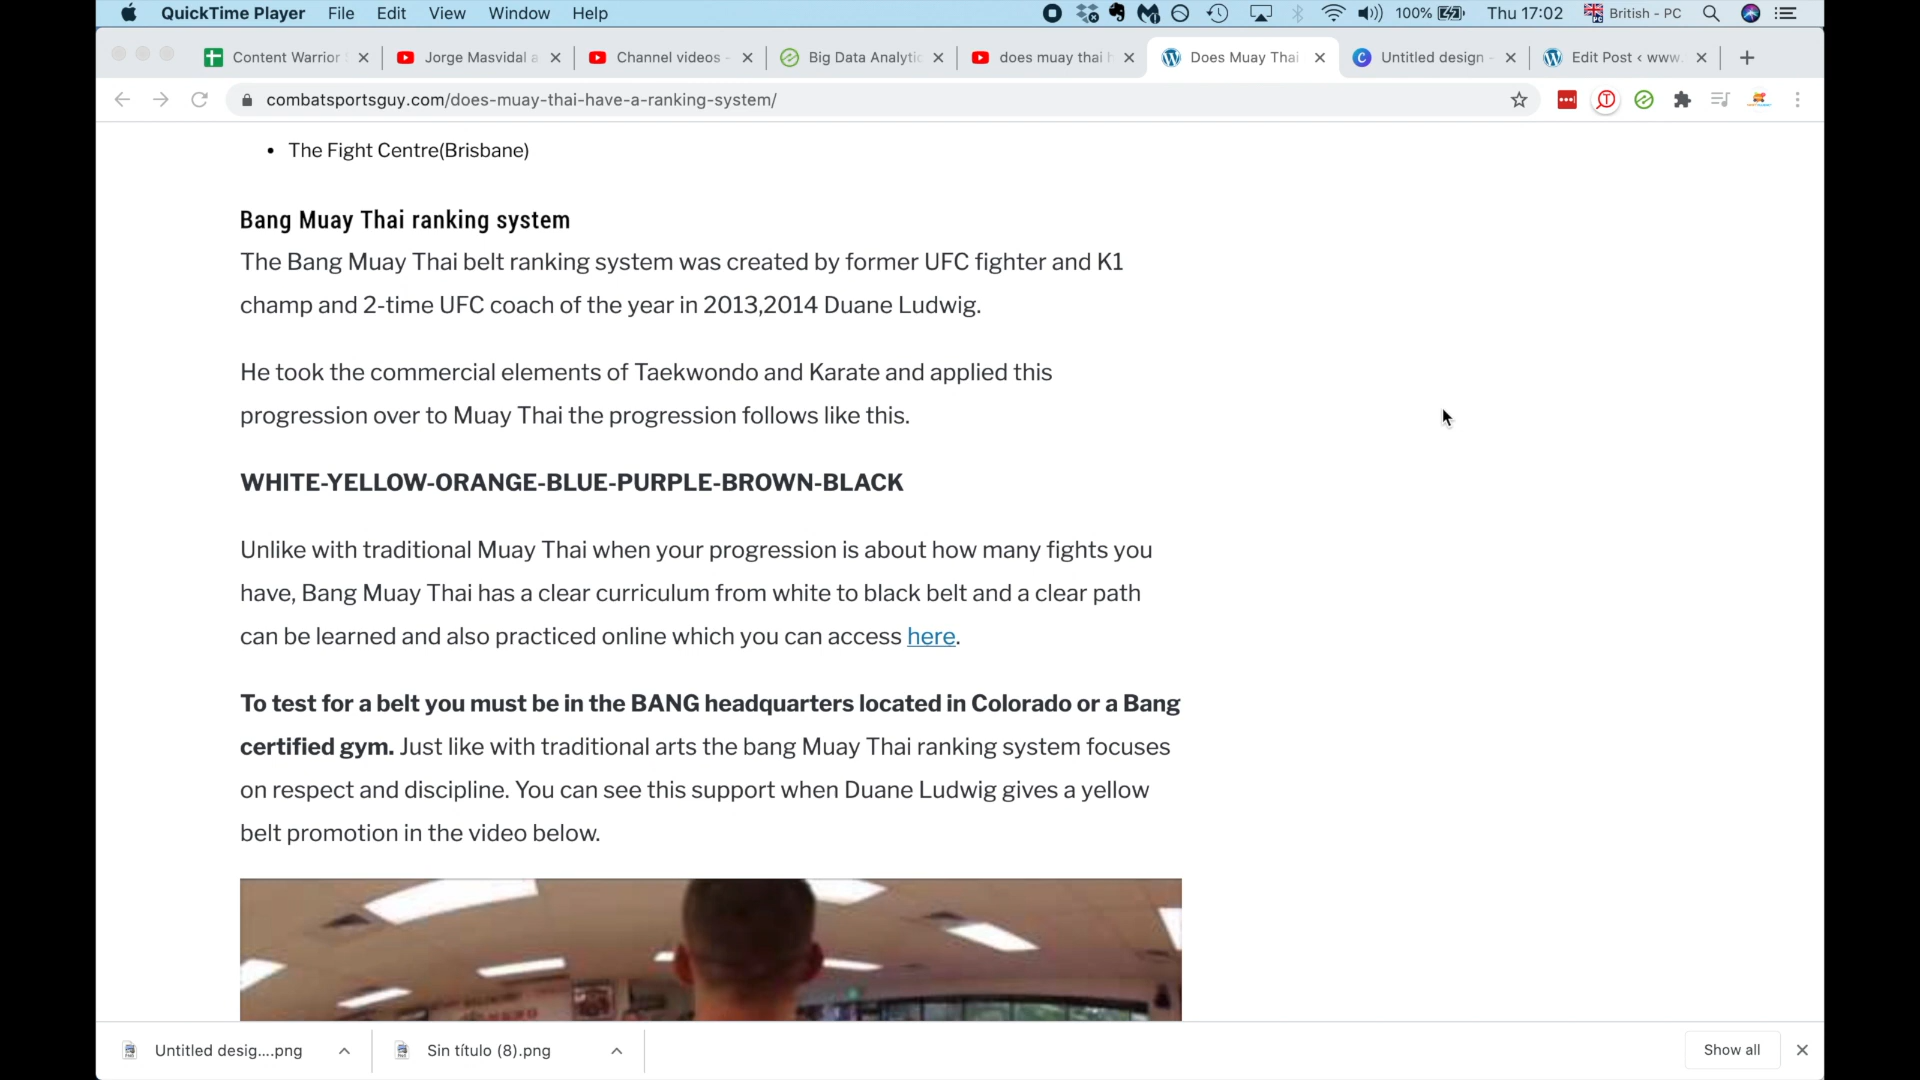 QuickTime Player File Edit View Window Help 100% Thu 17:02 British - PC
Content Warrior Jorge Masvidal a Channel videos - Big Data Analytic does muay thai h Does Muay Thai Untitled design - Edit Post ‹ www.
combatsportsguy.com/does-muay-thai-have-a-ranking-system/
• The Fight Centre(Brisbane)
Bang Muay Thai ranking system
The Bang Muay Thai belt ranking system was created by former UFC fighter and K1
champ and 2-time UFC coach of the year in 2013,2014 Duane Ludwig.
He took the commercial elements of Taekwondo and Karate and applied this
progression over to Muay Thai the progression follows like this.
WHITE-YELLOW-ORANGE-BLUE-PURPLE-BROWN-BLACK
Unlike with traditional Muay Thai when your progression is about how many fights you
have, Bang Muay Thai has a clear curriculum from white to black belt and a clear path
can be learned and also practiced online which you can access here.
To test for a belt you must be in the BANG headquarters located in Colorado or a Bang
certified gym. Just like with traditional arts the bang Muay Thai ranking system focuses
on respect and discipline. You can see this support when Duane Ludwig gives a yellow
belt promotion in the video below.
Untitled desig....png Sin título (8).png Show all